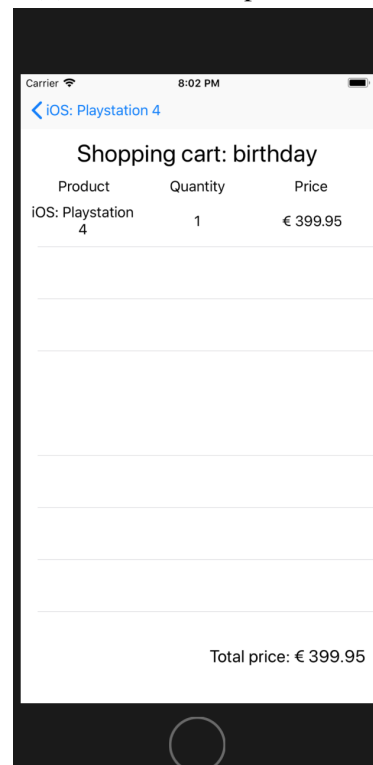 Carrier 8:02 PM
iOS: Playstation 4
Shopping cart: birthday
Product Quantity Price
iOS: Playstation
4 1 € 399.95
Total price: € 399.95